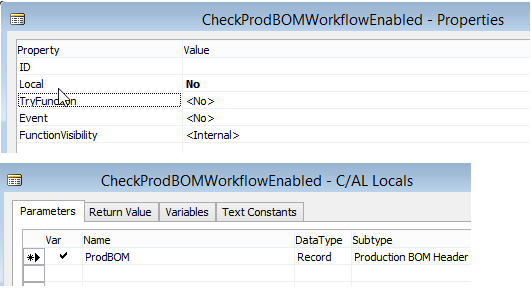 CheckProdBOMWorkflowEnabled - Properties
Property Value
ID
Local No
TryFunction <No>
Event <No>
FunctionVisibility <Internal>
CheckProdBOMWorkflowEnabled - C/AL Locals
Parameters Return Value Variables Text Constants
Var Name DataType Subtype
ProdBOM Record Production BOM Header